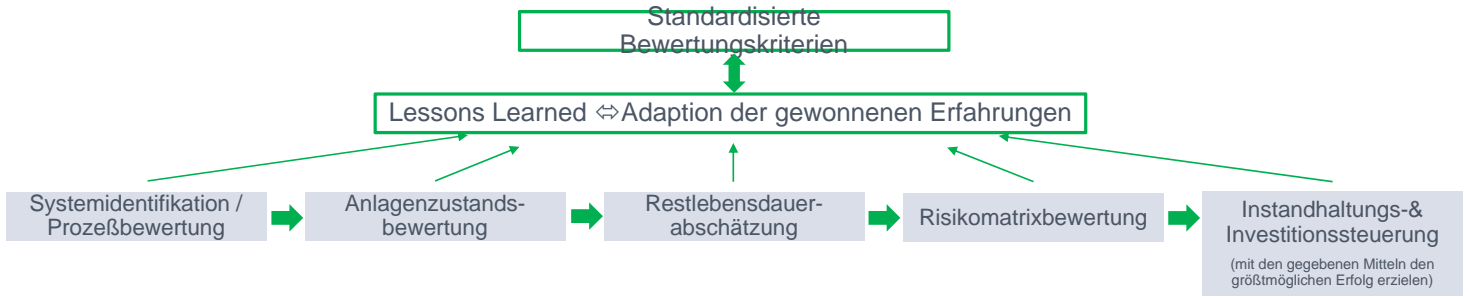 Standardisierte
Bewertungskriterien
Lessons Learned ⇔Adaption der gewonnenen Erfahrungen
Systemidentifikation /
Prozeßbewertung
Anlagenzustands-
bewertung
Restlebensdauer-
abschätzung
Risikomatrixbewertung
Instandhaltungs-&
Investitionssteuerung
(mit den gegebenen Mitteln den
größtmöglichen Erfolg erzielen)